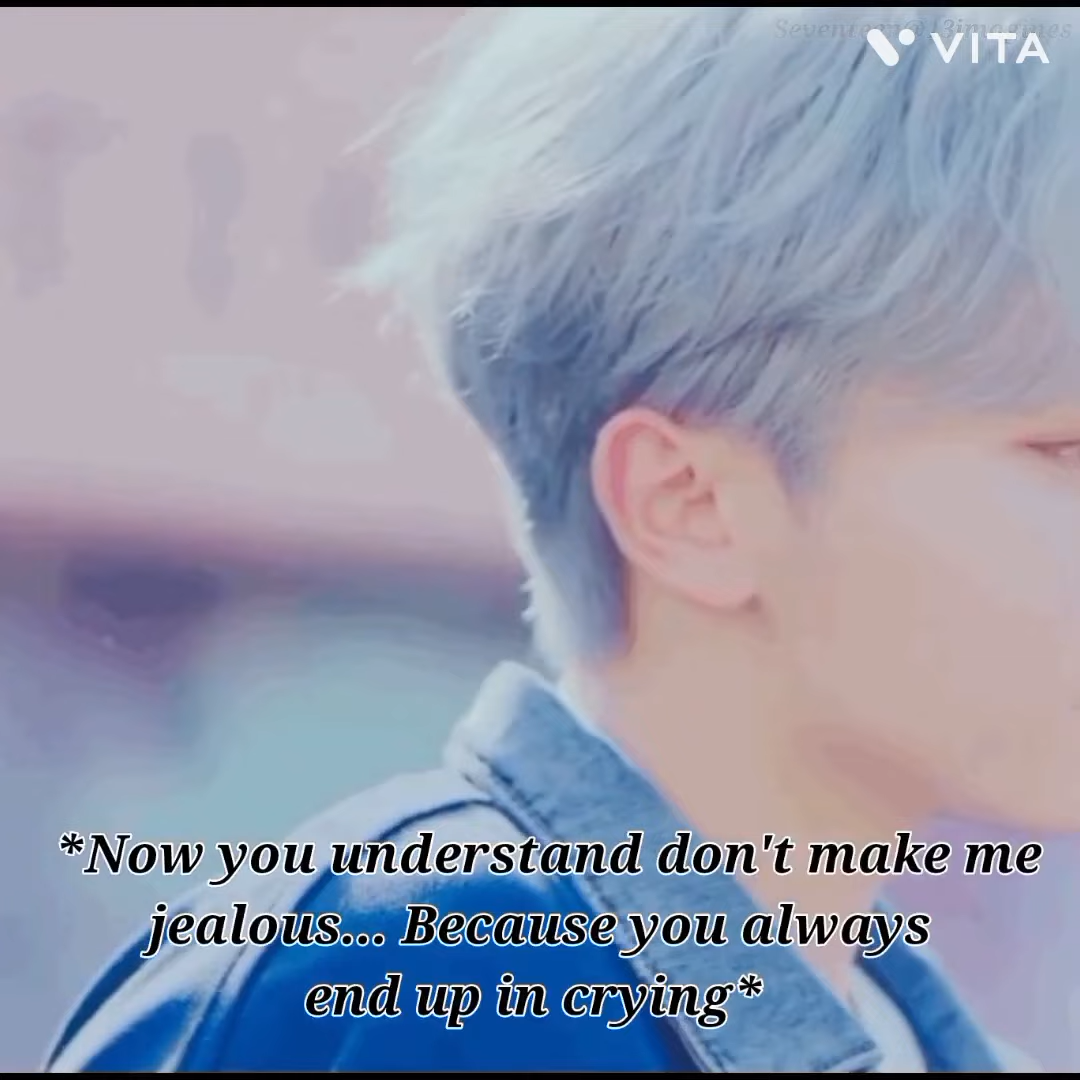 VITA
*Now you understand don't make me
jealous... Because you always
end up in crying*